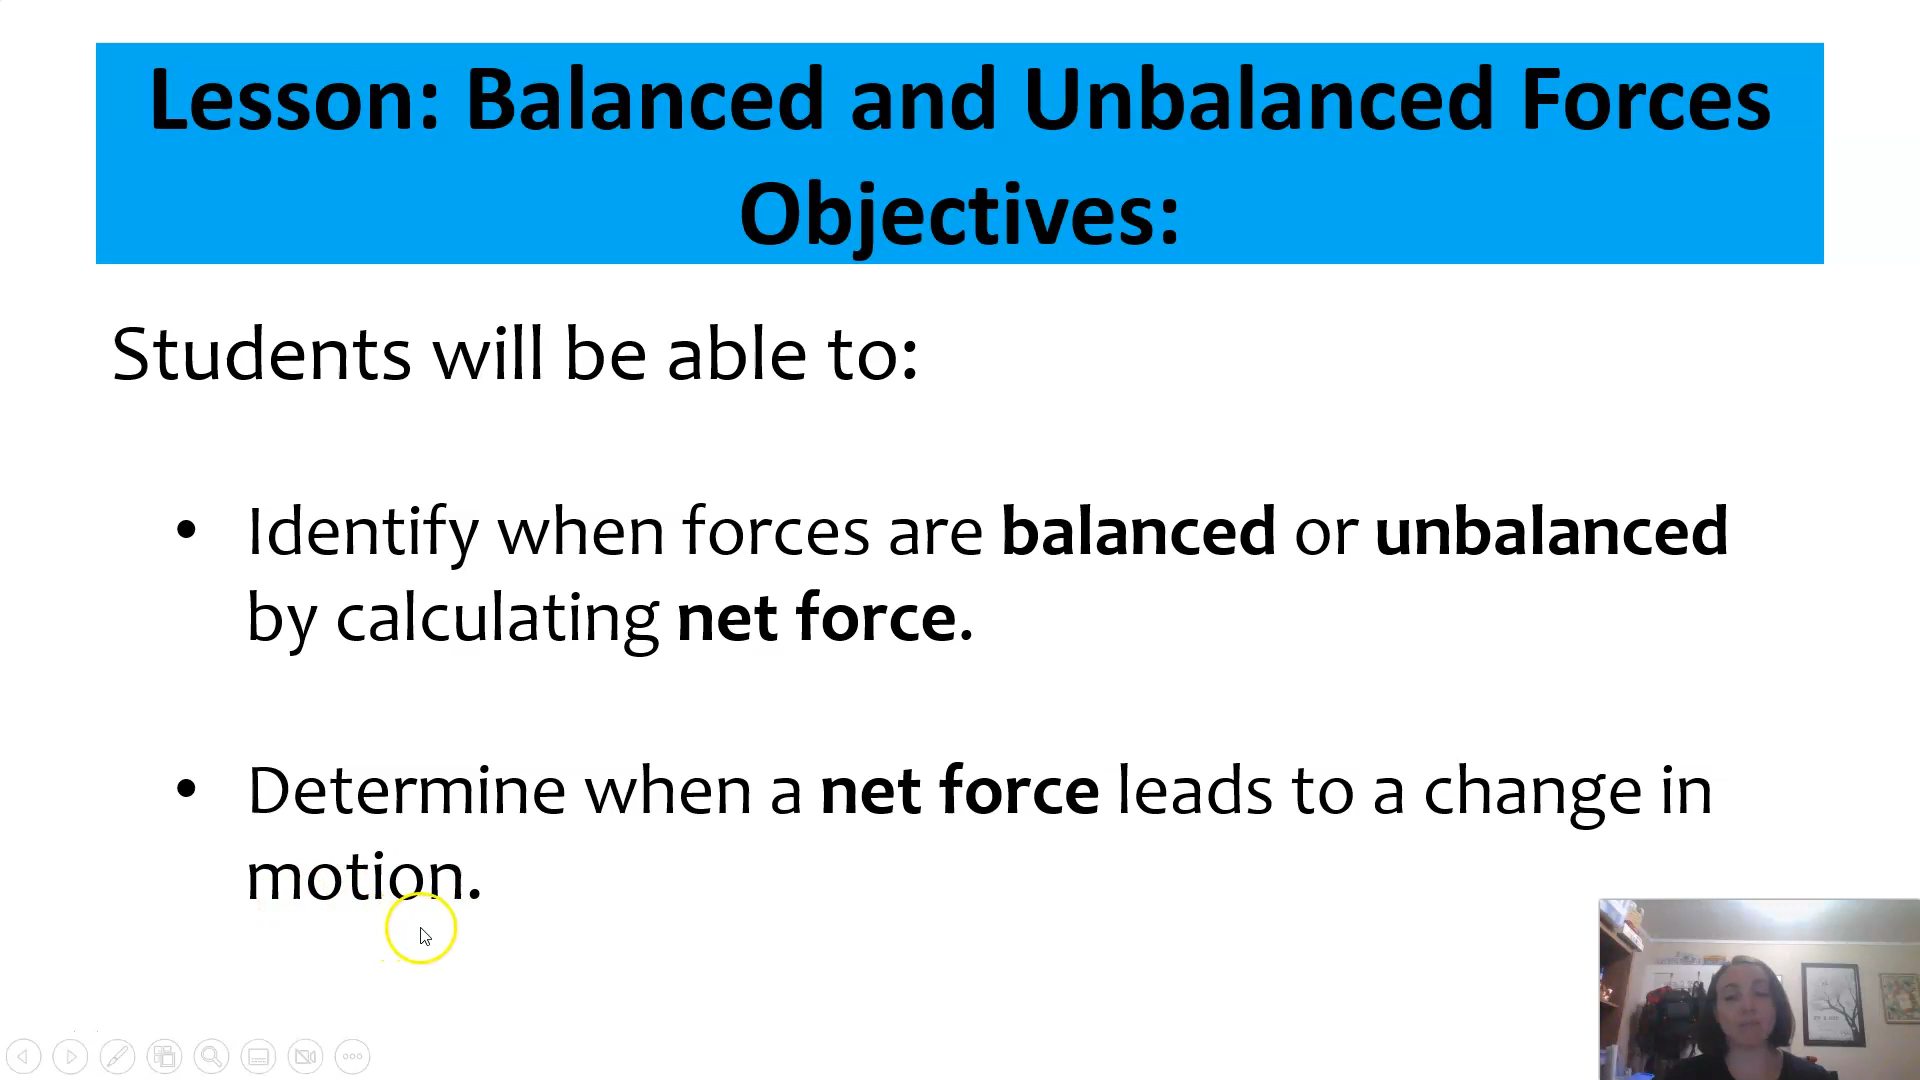 Lesson: Balanced and Unbalanced Forces
Objectives:
Students will be able to:
• Identify when forces are balanced or unbalanced
by calculating net force.
• Determine when a net force leads to a change in
motion.